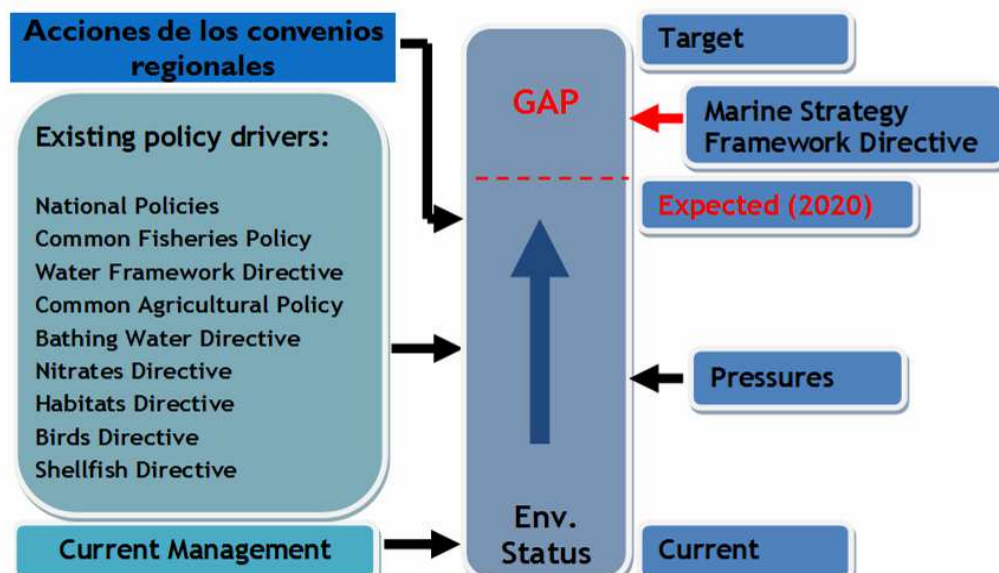 Acciones de los convenios
regionales
Existing policy drivers:
National Policies
Common Fisheries Policy
Water Framework Directive
Common Agricultural Policy
Bathing Water Directive
Nitrates Directive
Habitats Directive
Birds Directive
Shellfish Directive
Current Management
GAP
Env.
Status
Target
Marine Strategy
Framework Directive
Expected (2020)
Pressures
Current